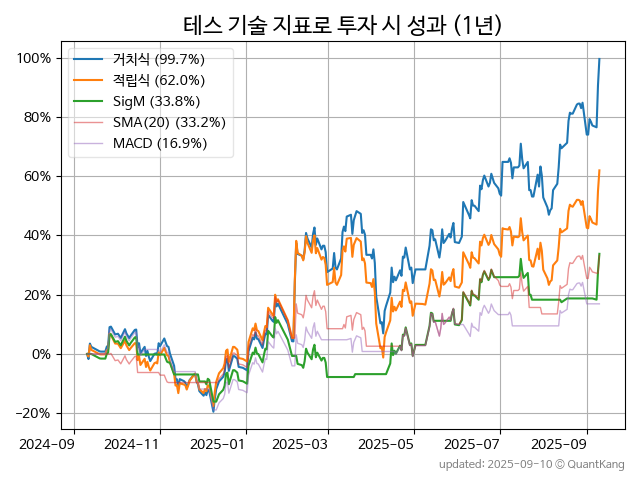 테스 기술 지표로 투자 시 성과 (1년)
거치식 (99.7%)
적립식 (62.0%)
SigM (33.8%)
SMA(20) (33.2%)
MACD (16.9%)
100%
80%
60%
40%
20%
0%
−20%
2024-09 2024-11 2025-01 2025-03 2025-05 2025-07 2025-09
updated: 2025-09-10 © QuantKang